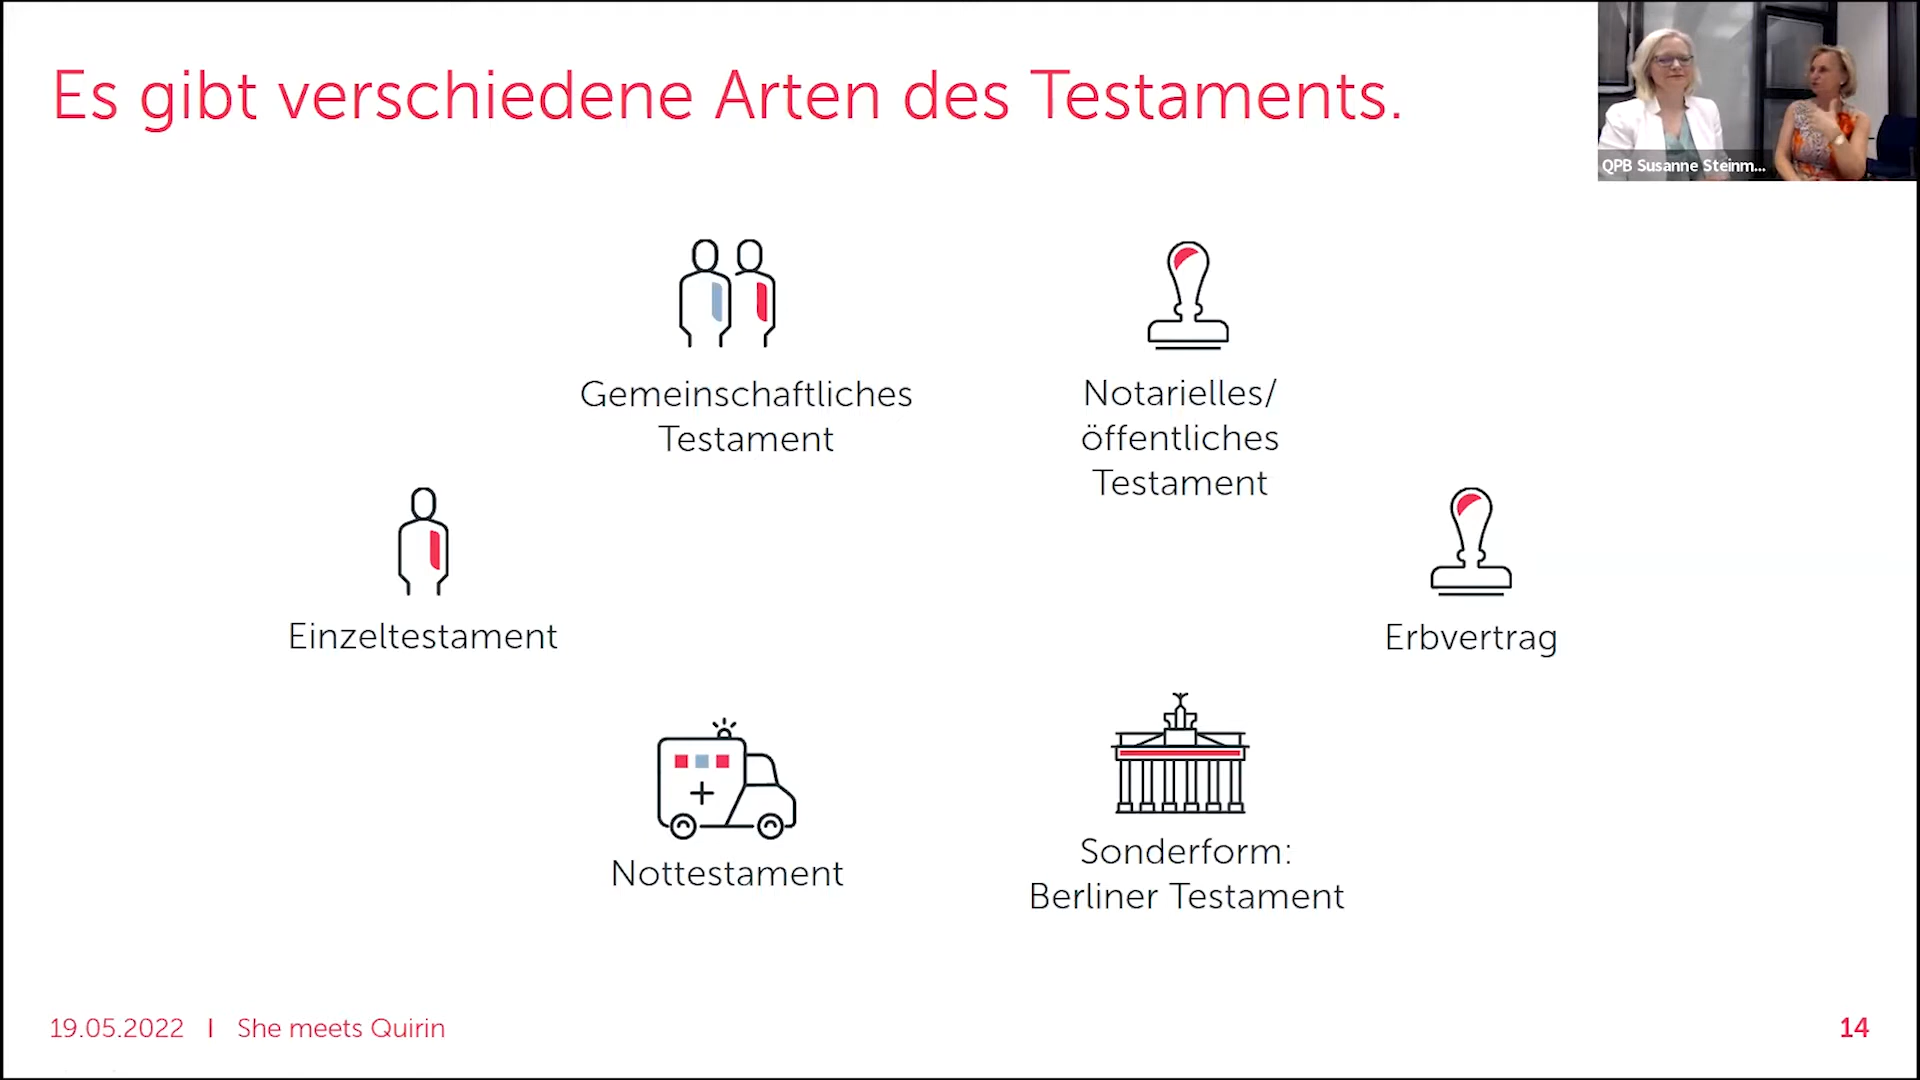 Es gibt verschiedene Arten des Testaments.
QPB Susanne Steinm...
Gemeinschaftliches
Testament
Notarielles/
öffentliches
Testament
Einzeltestament
Erbvertrag
Nottestament
Sonderform:
Berliner Testament
19.05.2022 I She meets Quirin
14